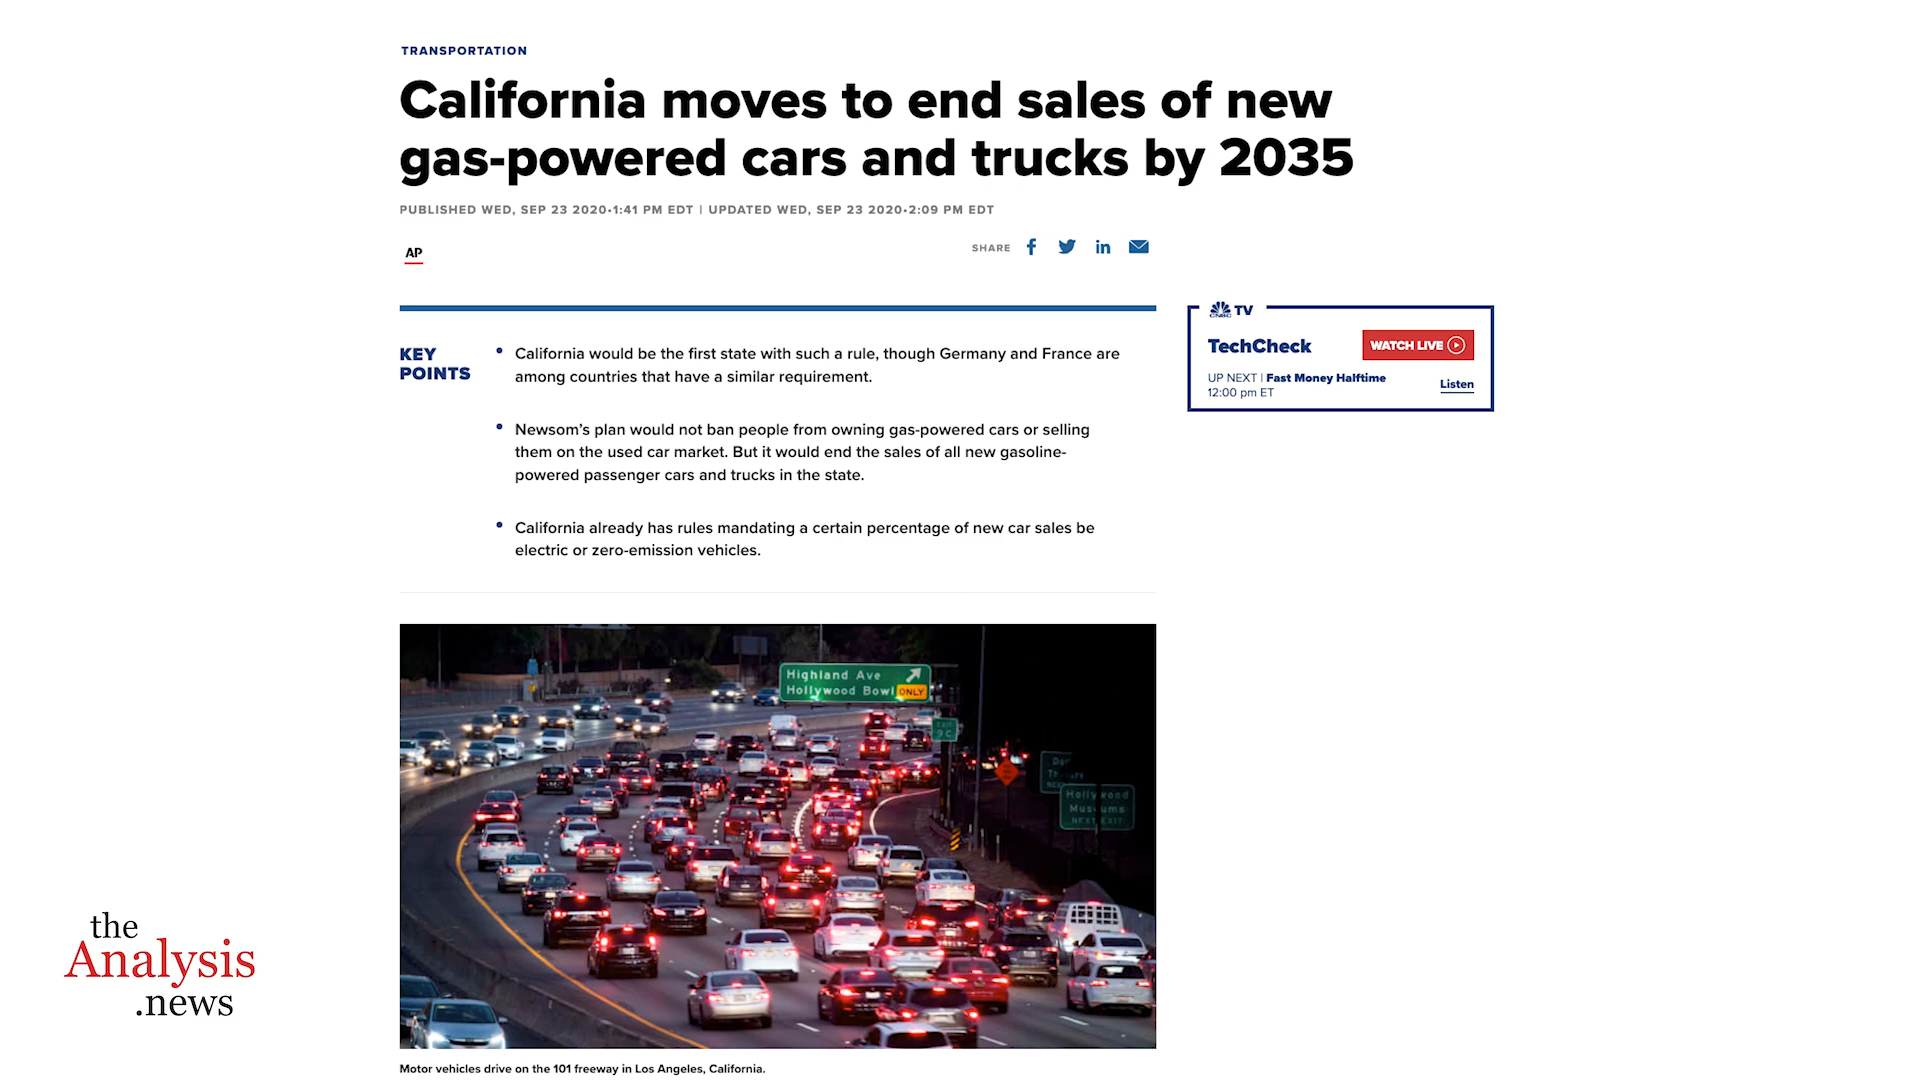 TRANSPORTATION
California moves to end sales of new
gas-powered cars and trucks by 2035
PUBLISHED WED, SEP 23 2020•1:41 PM EDT | UPDATED WED, SEP 23 2020•2:09 PM EDT
AP
SHARE
KEY
POINTS
• California would be the first state with such a rule, though Germany and France are
among countries that have a similar requirement.
• Newsom’s plan would not ban people from owning gas-powered cars or selling
them on the used car market. But it would end the sales of all new gasoline-
powered passenger cars and trucks in the state.
• California already has rules mandating a certain percentage of new car sales be
electric or zero-emission vehicles.
CNBC TV
TechCheck
WATCH LIVE
UP NEXT | Fast Money Halftime
12:00 pm ET
Listen
Highland Ave
Hollywood Bowl ONLY
EXIT
9C
Hollywood
Museums
NEXT EXIT
Motor vehicles drive on the 101 freeway in Los Angeles, California.
the
Analysis
.news